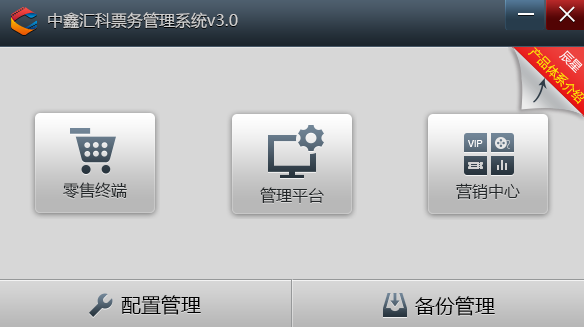 中鑫汇科票务管理系统v3.0
辰星
产品体系介绍
零售终端
管理平台
VIP
营销中心
配置管理
备份管理